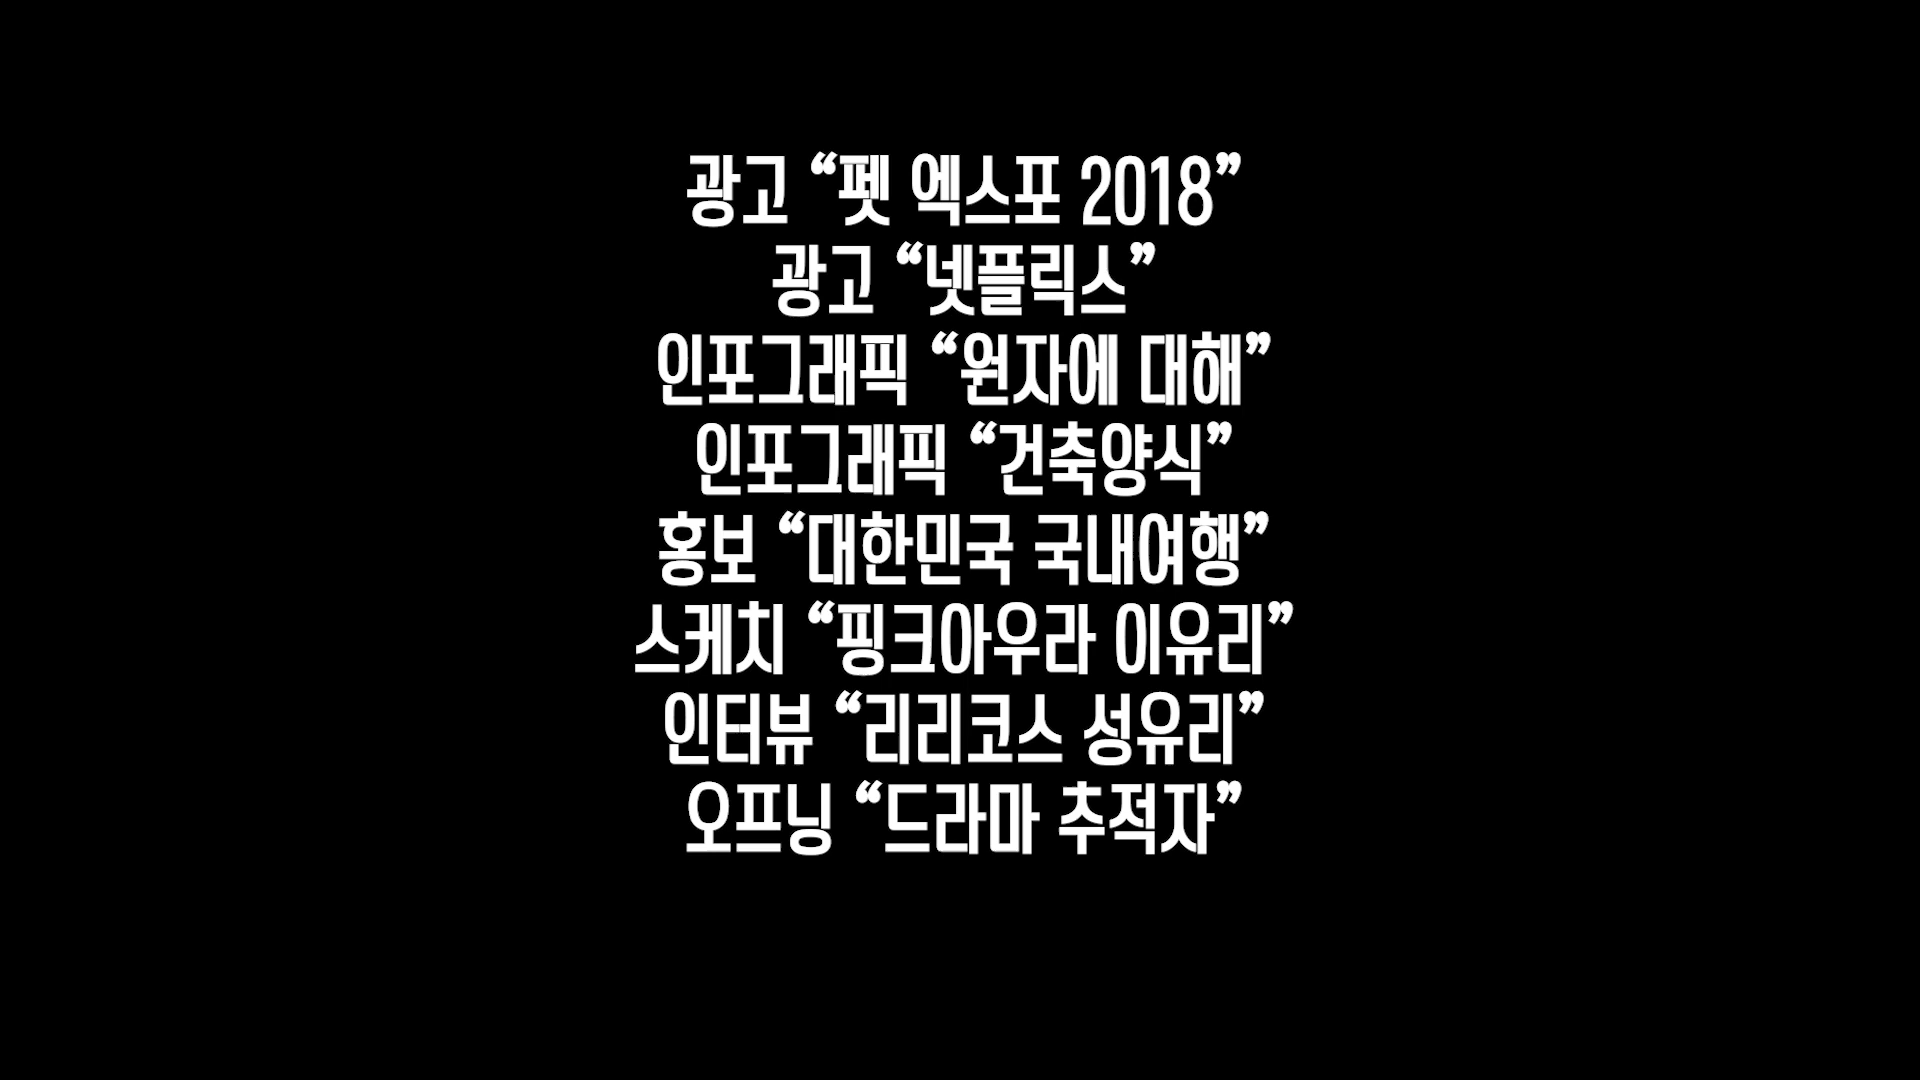 광고 “펫 엑스포 2018”
광고 “넷플릭스”
인포그래픽 “원자에 대해”
인포그래픽 “건축양식”
홍보 “대한민국 국내여행”
스케치 “핑크아우라 이유리”
인터뷰 “리리코스 성유리”
오프닝 “드라마 추적자”